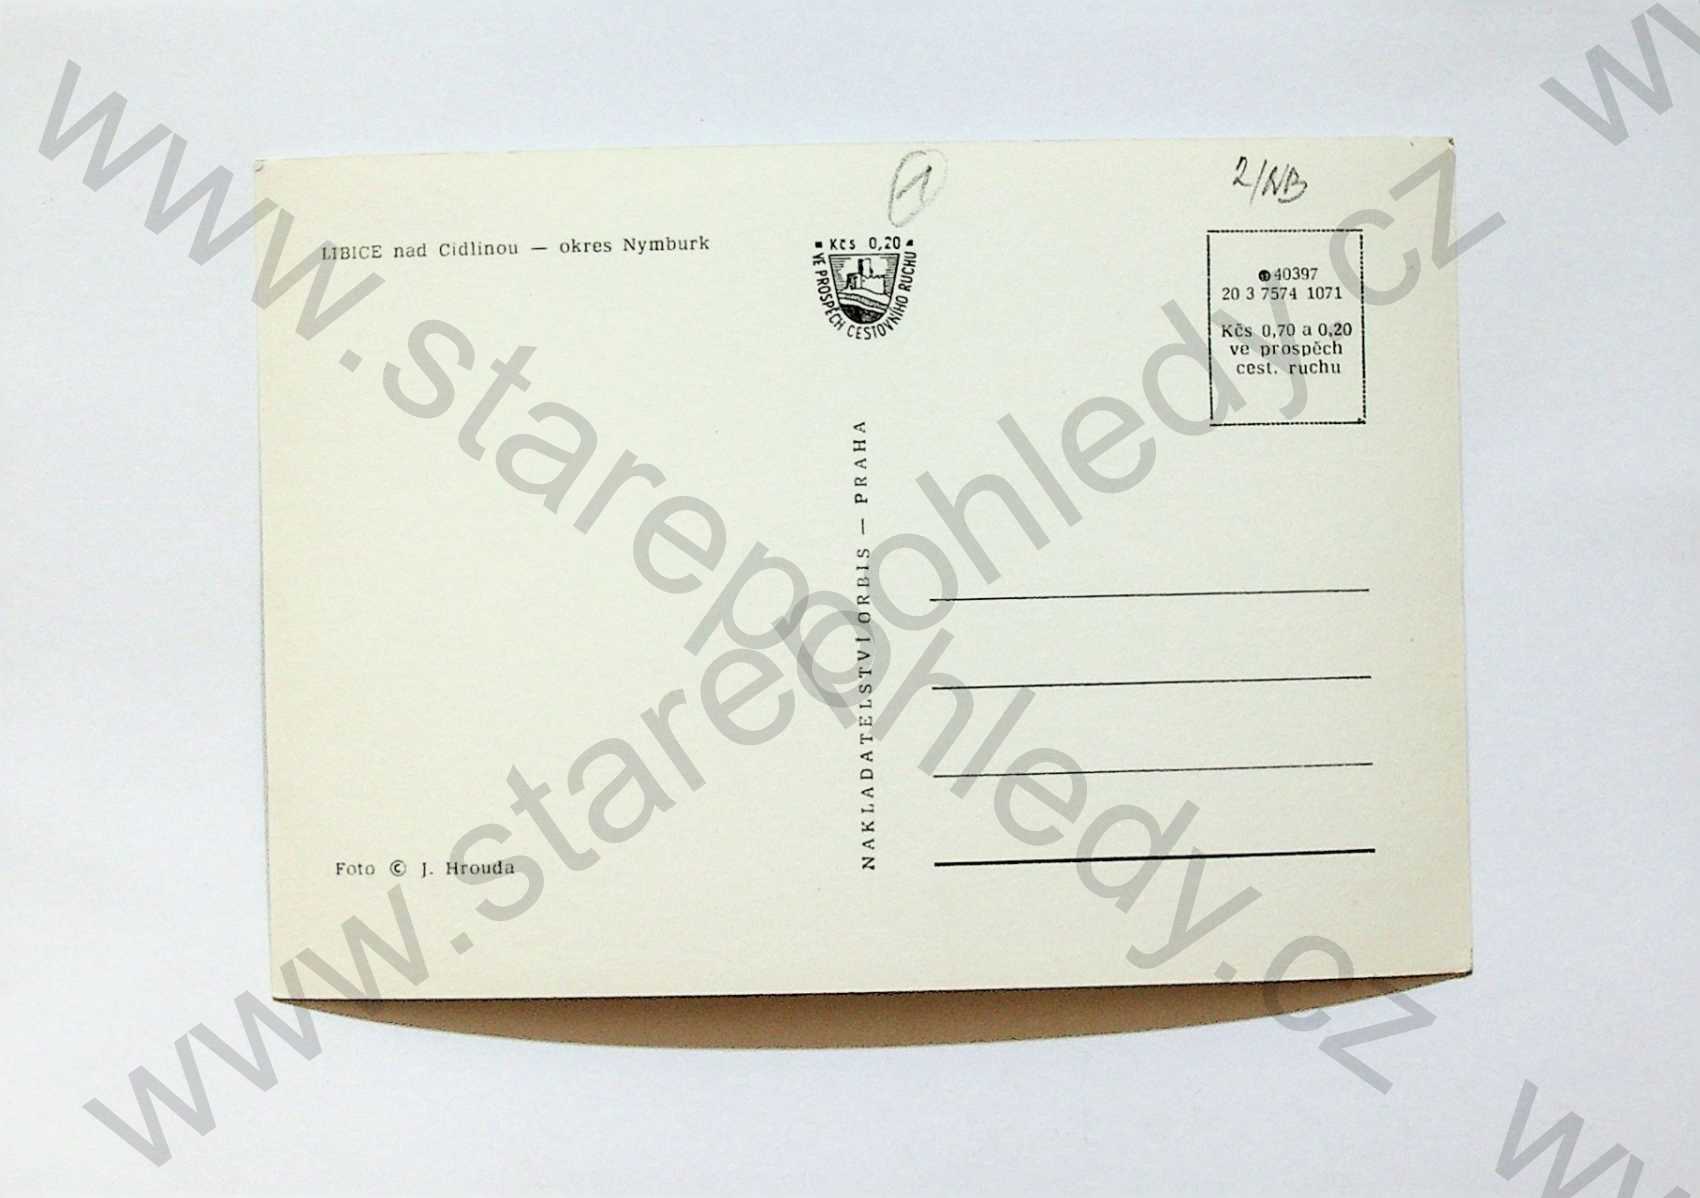 2/NB
1
LIBICE nad Cidlinou — okres Nymburk
Kčs 0,20
VE PROSPĚCH CESTOVNÍHO RUCHU
40397
20 3 7574 1071
Kčs 0,70 a 0,20
ve prospěch
cest. ruchu
NAKLADATELSTVÍ ORBIS — PRAHA
Foto © J. Hrouda
www.starepohledy.cz
www.starepohledy.cz